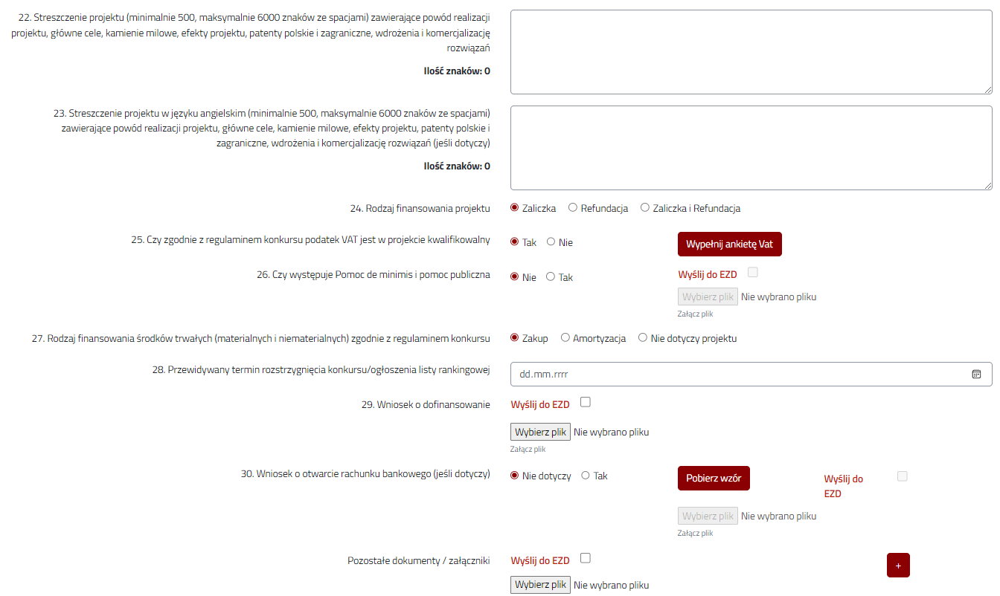 22. Streszczenie projektu (minimalnie 500, maksymalnie 6000 znaków ze spacjami) zawierające powód realizacji
projektu, główne cele, kamienie milowe, efekty projektu, patenty polskie i zagraniczne, wdrożenia i komercjalizację
rozwiązań
Ilość znaków: 0
23. Streszczenie projektu w języku angielskim (minimalnie 500, maksymalnie 6000 znaków ze spacjami)
zawierające powód realizacji projektu, główne cele, kamienie milowe, efekty projektu, patenty polskie i
zagraniczne, wdrożenia i komercjalizację rozwiązań (jeśli dotyczy)
Ilość znaków: 0
24. Rodzaj finansowania projektu Zaliczka Refundacja Zaliczka i Refundacja
25. Czy zgodnie z regulaminem konkursu podatek VAT jest w projekcie kwalifikowalny Tak Nie Wypełnij ankietę Vat
26. Czy występuje Pomoc de minimis i pomoc publiczna Nie Tak Wyślij do EZD
Wybierz plik Nie wybrano pliku
Załącz plik
27. Rodzaj finansowania środków trwałych (materialnych i niematerialnych) zgodnie z regulaminem konkursu Zakup Amortyzacja Nie dotyczy projektu
28. Przewidywany termin rozstrzygnięcia konkursu/ogłoszenia listy rankingowej dd.mm.rrrr
29. Wniosek o dofinansowanie Wyślij do EZD
Wybierz plik Nie wybrano pliku
Załącz plik
30. Wniosek o otwarcie rachunku bankowego (jeśli dotyczy) Nie dotyczy Tak Pobierz wzór Wyślij do
EZD
Wybierz plik Nie wybrano pliku
Załącz plik
Pozostałe dokumenty / załączniki Wyślij do EZD +
Wybierz plik Nie wybrano pliku